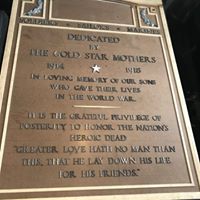 SOLDIERS · SAILORS · MARINES
DEDICATED
BY
THE GOLD STAR MOTHERS
1914 1918
IN LOVING MEMORY OF OUR SONS
WHO GAVE THEIR LIVES
IN THE WORLD WAR.
IT IS THE GRATEFUL PRIVILEGE OF
POSTERITY TO HONOR THE NATION'S
HEROIC DEAD
"GREATER LOVE HATH NO MAN THAN
THIS, THAT HE LAY DOWN HIS LIFE
FOR HIS FRIENDS."